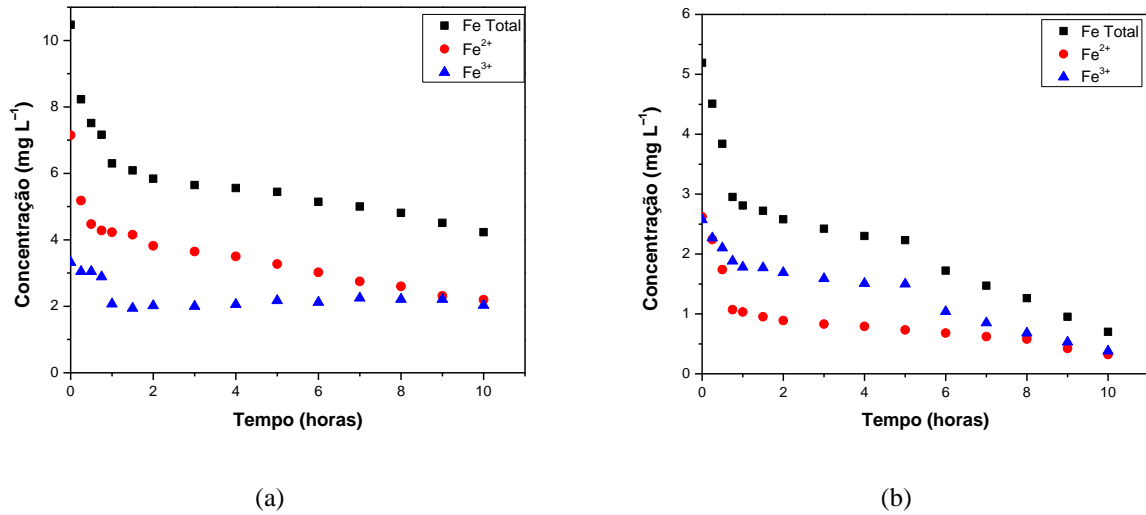 10
8
6
4
2
0
0
2
4
6
8
10
Concentração (mg L⁻¹)
Tempo (horas)
Fe Total
Fe²⁺
Fe³⁺
(a)
6
5
4
3
2
1
0
0
2
4
6
8
10
Concentração (mg L⁻¹)
Tempo (horas)
Fe Total
Fe²⁺
Fe³⁺
(b)